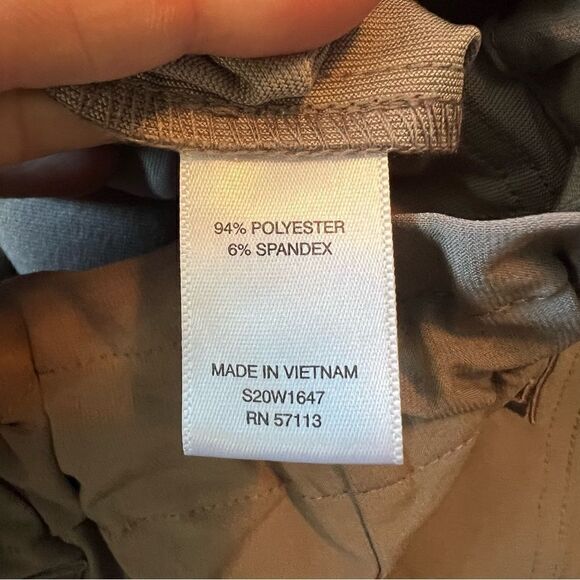 94% POLYESTER
6% SPANDEX
MADE IN VIETNAM
S20W1647
RN 57113